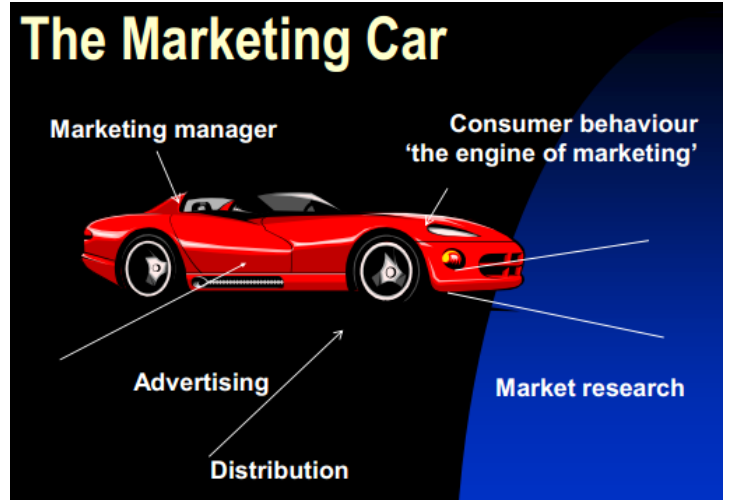 The Marketing Car
Marketing manager
Consumer behaviour
‘the engine of marketing’
Advertising
Market research
Distribution